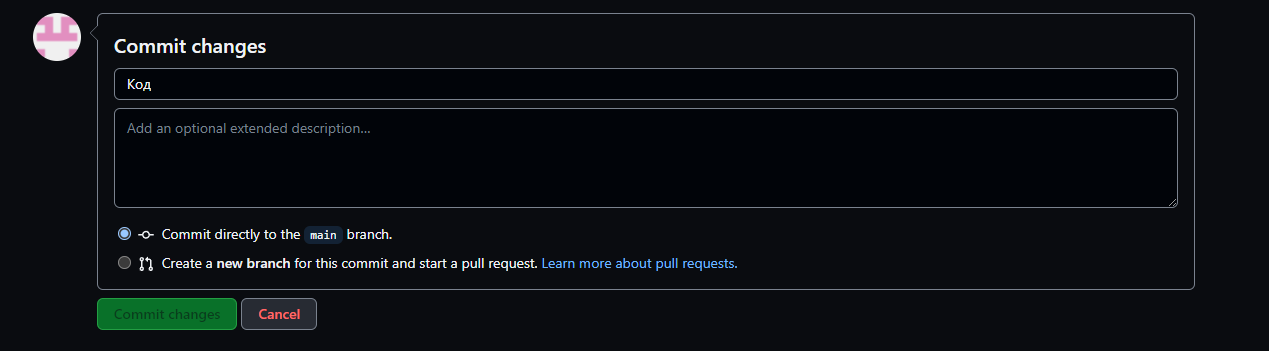 Commit changes
Код
Add an optional extended description...
Commit directly to the main branch.
Create a new branch for this commit and start a pull request. Learn more about pull requests.
Commit changes
Cancel